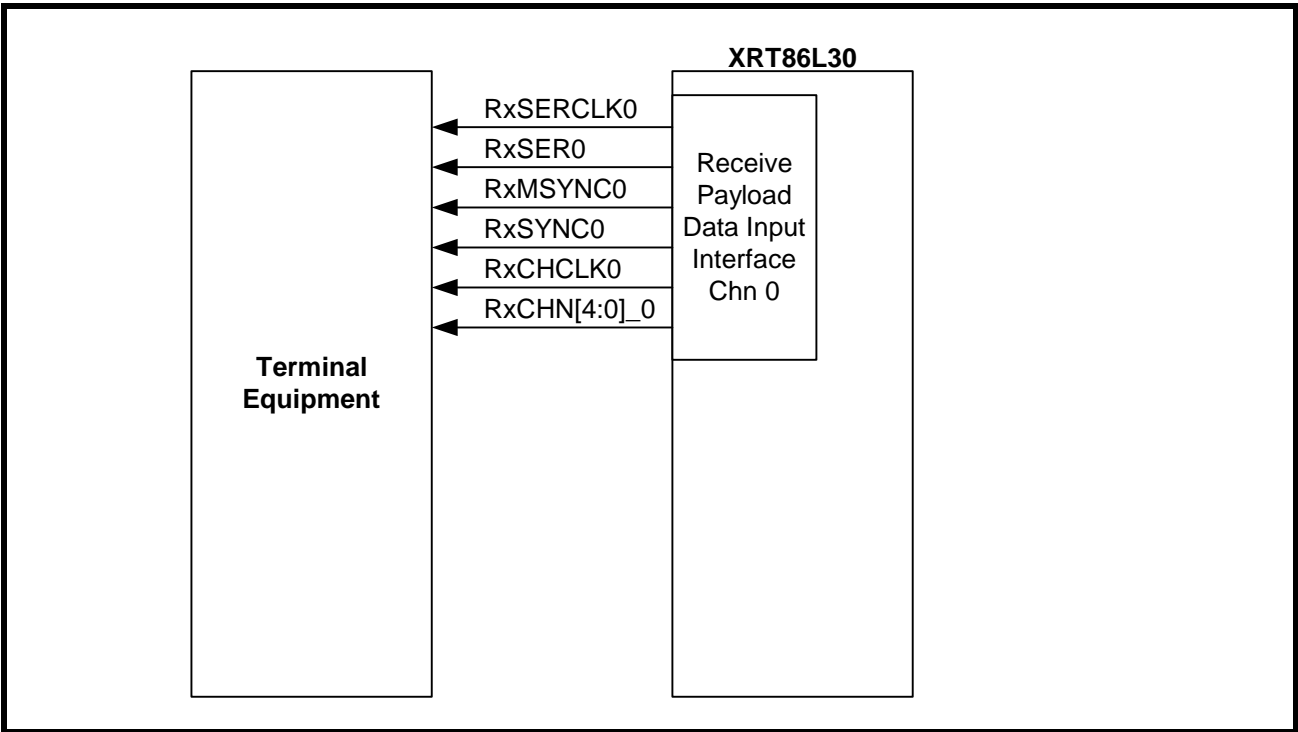 XRT86L30
RxSERCLK0
RxSER0
RxMSYNC0
RxSYNC0
RxCHCLK0
RxCHN[4:0]_0
Receive
Payload
Data Input
Interface
Chn 0
Terminal
Equipment